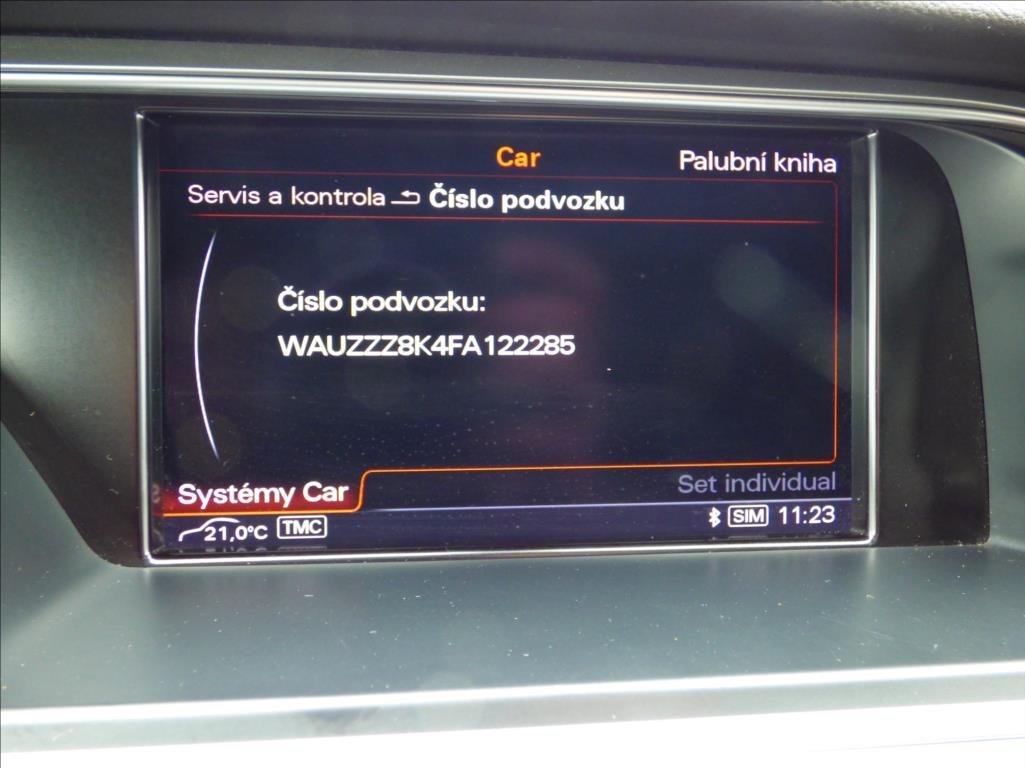 Car
Palubní kniha
Servis a kontrola Číslo podvozku
Číslo podvozku:
WAUZZZ8K4FA122285
Systémy Car
Set individual
21,0°C TMC
SIM 11:23